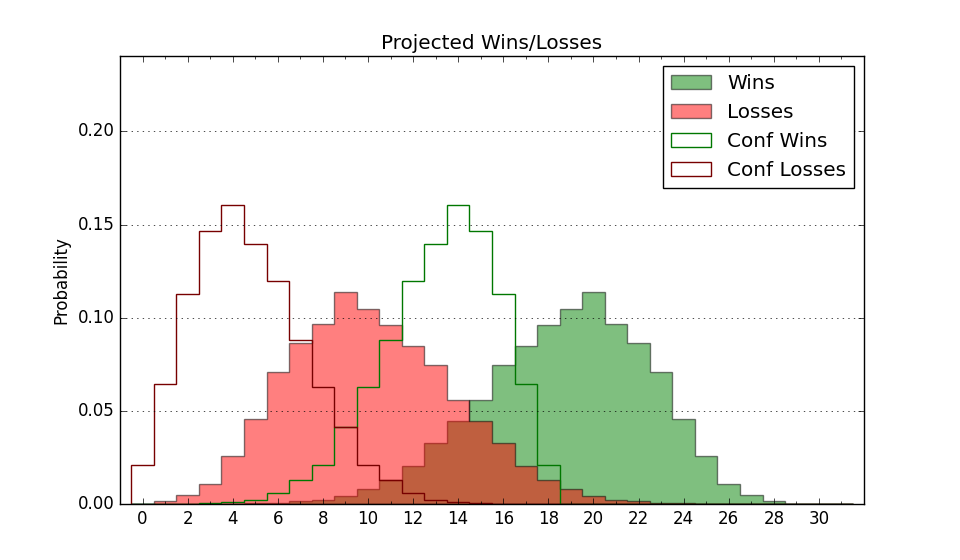 Projected Wins/Losses
Wins
Losses
Conf Wins
Conf Losses
Probability
0.20
0.15
0.10
0.05
0.00
0 2 4 6 8 10 12 14 16 18 20 22 24 26 28 30